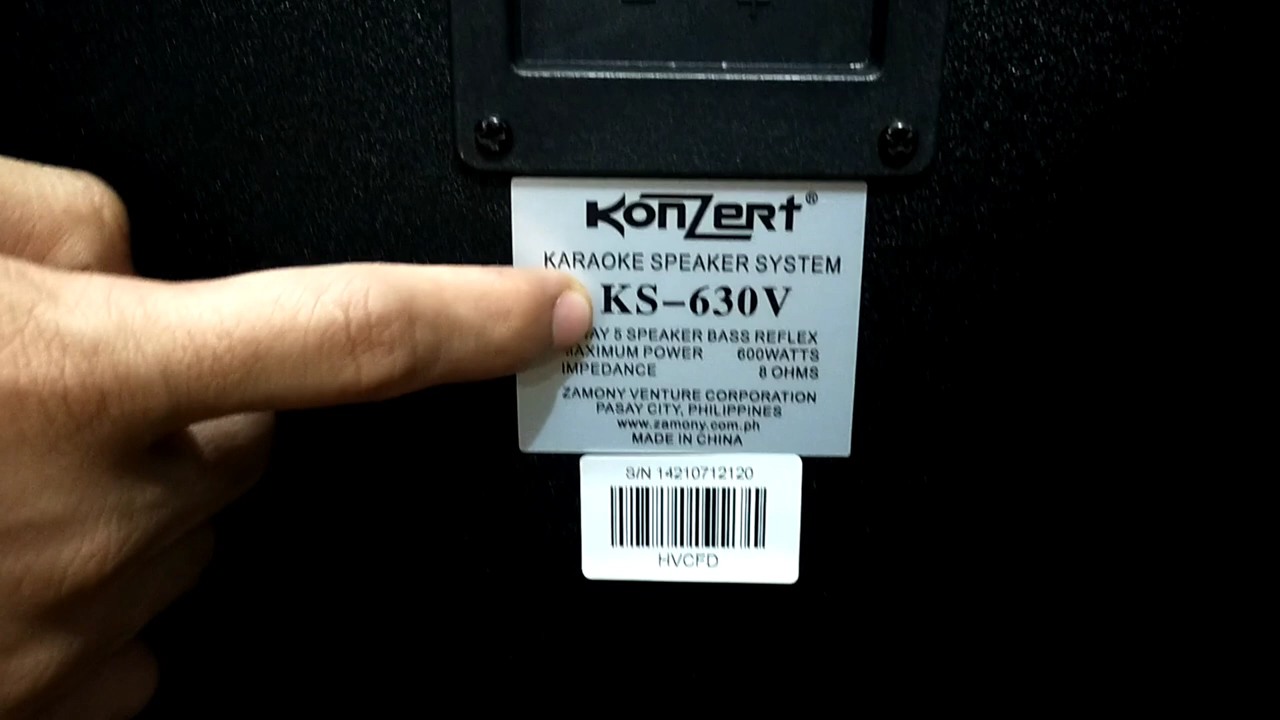 KonZert®
KARAOKE SPEAKER SYSTEM
KS-630V
5 SPEAKER BASS REFLEX
MAXIMUM POWER 600WATTS
IMPEDANCE 8 OHMS
ZAMONY VENTURE CORPORATION
PASAY CITY, PHILIPPINES
www.zamony.com.ph
MADE IN CHINA
S/N 14210712120
HVCFD